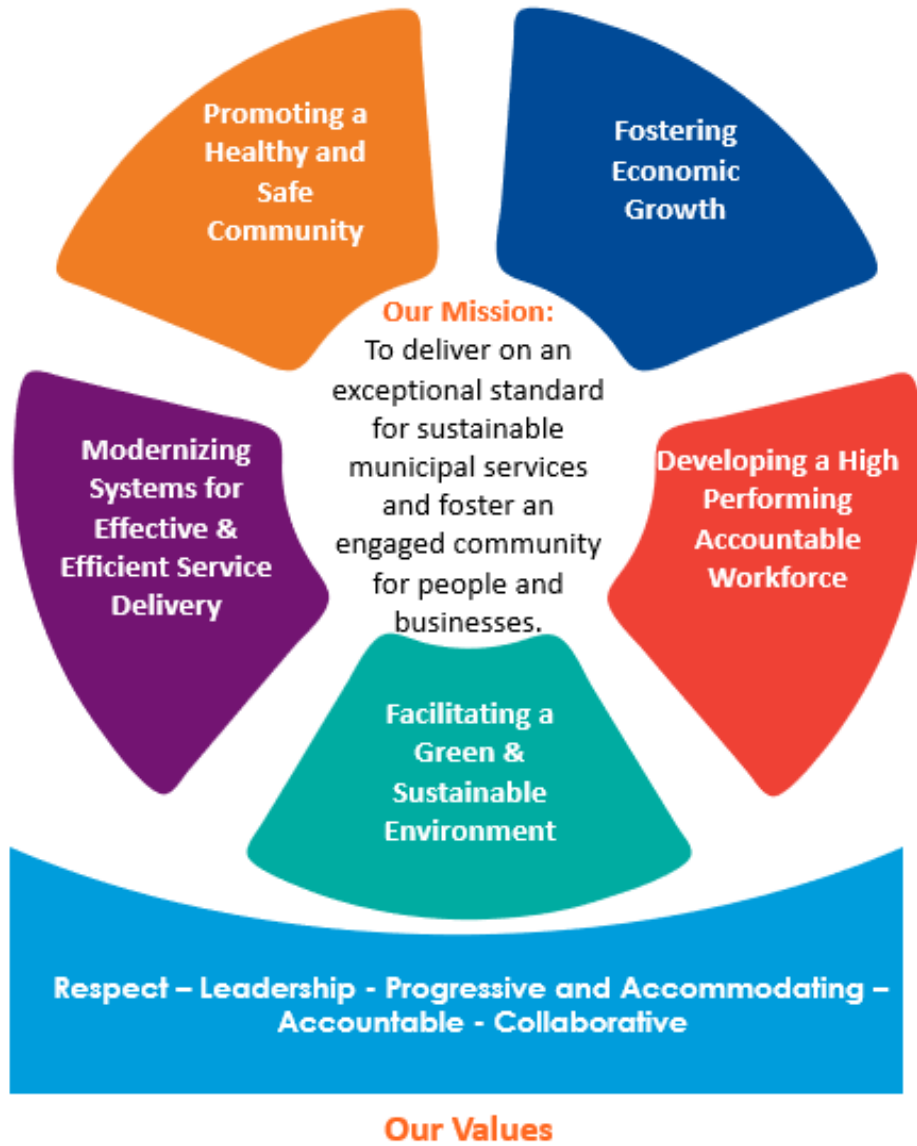 Promoting a
Healthy and
Safe
Community
Fostering
Economic
Growth
Our Mission:
To deliver on an
exceptional standard
for sustainable
municipal services
and foster an
engaged community
for people and
businesses.
Modernizing
Systems for
Effective &
Efficient Service
Delivery
Developing a High
Performing
Accountable
Workforce
Facilitating a
Green &
Sustainable
Environment
Respect – Leadership - Progressive and Accommodating –
Accountable - Collaborative
Our Values